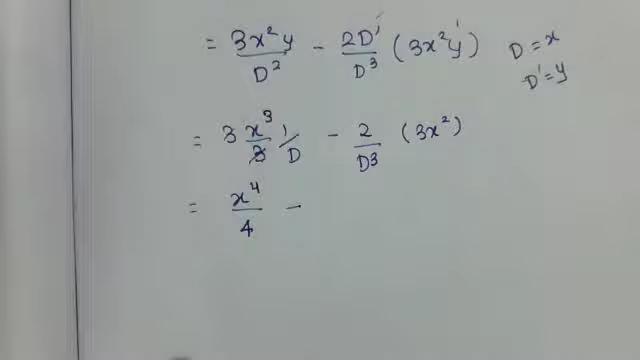 = 3x²y/D² - 2D'/D³ (3x²y') D = x
D' = y
= 3 x³/3 1/D - 2/D³ (3x²)
= x⁴/4 -